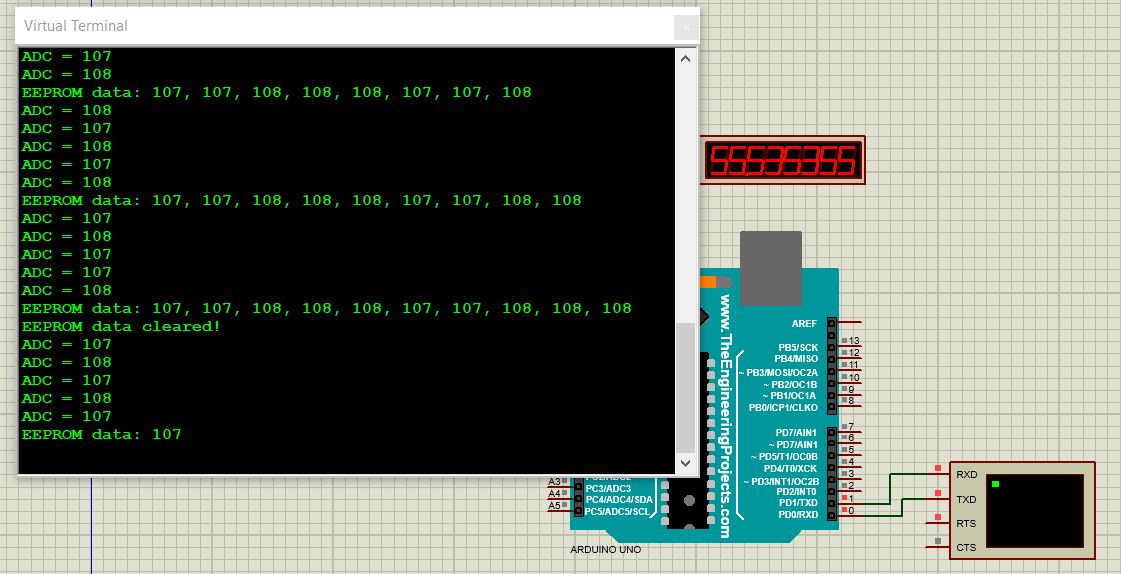 Virtual Terminal
ADC = 107
ADC = 108
EEPROM data: 107, 107, 108, 108, 108, 107, 107, 108
ADC = 108
ADC = 107
ADC = 108
ADC = 107
ADC = 108
EEPROM data: 107, 107, 108, 108, 108, 107, 107, 108, 108
ADC = 107
ADC = 108
ADC = 107
ADC = 107
ADC = 108
EEPROM data: 107, 107, 108, 108, 108, 107, 107, 108, 108, 108
EEPROM data cleared!
ADC = 107
ADC = 108
ADC = 107
ADC = 108
ADC = 107
EEPROM data: 107
www.TheEngineeringProjects.com
AREF
PB5/SCK 13
PB4/MISO 12
~ PB3/MOSI/OC2A 11
~ PB2/OC1B 10
~ PB1/OC1A 9
PB0/ICP1/CLKO 8
PD7/AIN1 7
~ PD7/AIN1 6
~ PD5/T1/OC0B 5
PD4/T0/XCK 4
~ PD3/INT1/OC2B 3
PD2/INT0 2
PD1/TXD 1
PD0/RXD 0
A3 PC3/ADC3
A4 PC4/ADC4/SDA
A5 PC5/ADC5/SCL
ARDUINO UNO
RXD
TXD
RTS
CTS